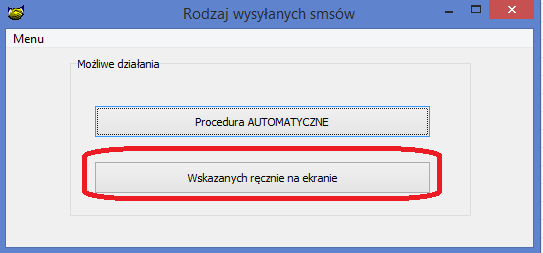 Rodzaj wysyłanych smsów
Menu
Możliwe działania
Procedura AUTOMATYCZNE
Wskazanych ręcznie na ekranie